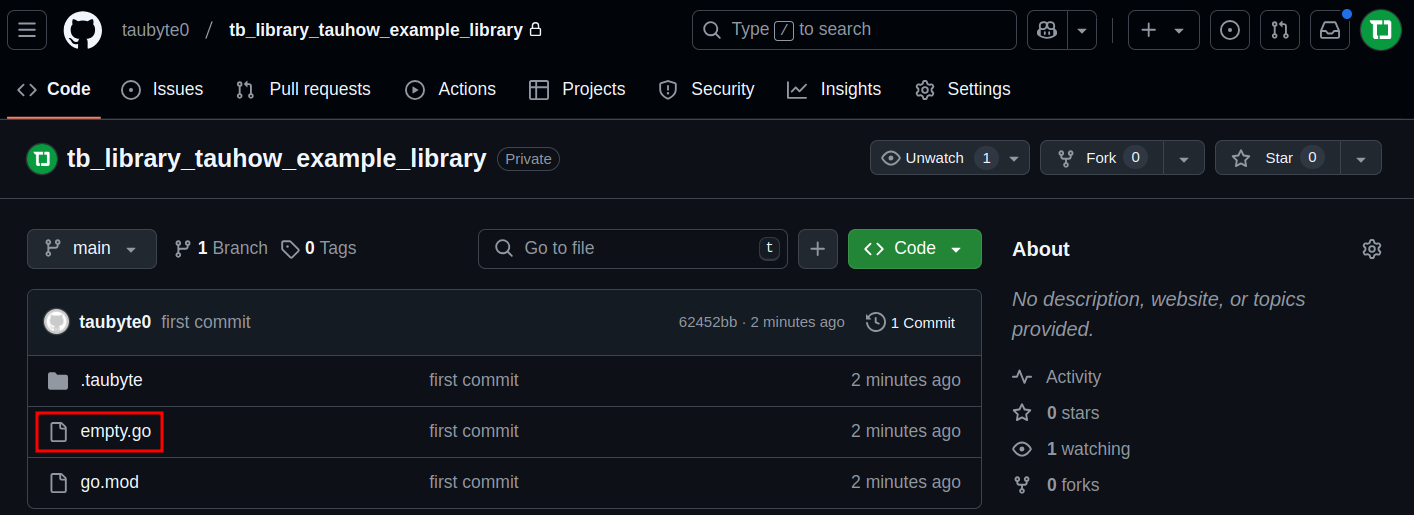 taubyte0 / tb_library_tauhow_example_library Type / to search
Code Issues Pull requests Actions Projects Security Insights Settings
tb_library_tauhow_example_library Private Unwatch 1 Fork 0 Star 0
main 1 Branch 0 Tags Go to file t Code About
No description, website, or topics
provided.
taubyte0 first commit 62452bb · 2 minutes ago 1 Commit
.taubyte first commit 2 minutes ago Activity
0 stars
empty.go first commit 2 minutes ago
1 watching
go.mod first commit 2 minutes ago 0 forks